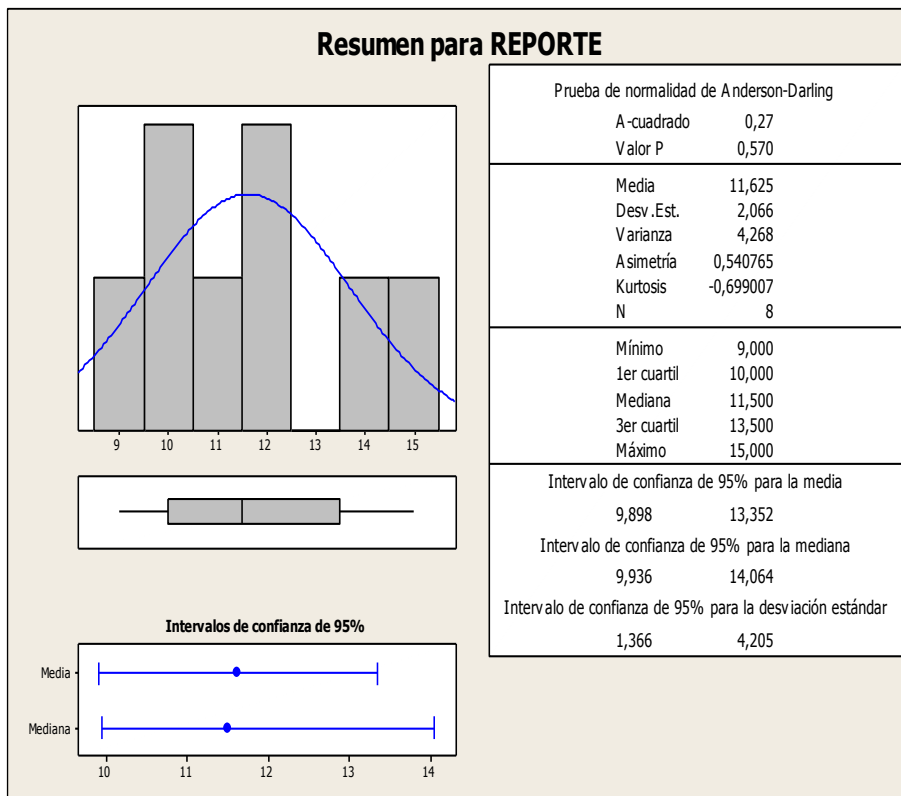 Resumen para REPORTE
9 10 11 12 13 14 15
Intervalos de confianza de 95%
Media
Mediana
10 11 12 13 14
Prueba de normalidad de Anderson-Darling
A-cuadrado 0,27
Valor P 0,570
Media 11,625
Desv.Est. 2,066
Varianza 4,268
Asimetría 0,540765
Kurtosis -0,699007
N 8
Mínimo 9,000
1er cuartil 10,000
Mediana 11,500
3er cuartil 13,500
Máximo 15,000
Intervalo de confianza de 95% para la media
9,898 13,352
Intervalo de confianza de 95% para la mediana
9,936 14,064
Intervalo de confianza de 95% para la desviación estándar
1,366 4,205